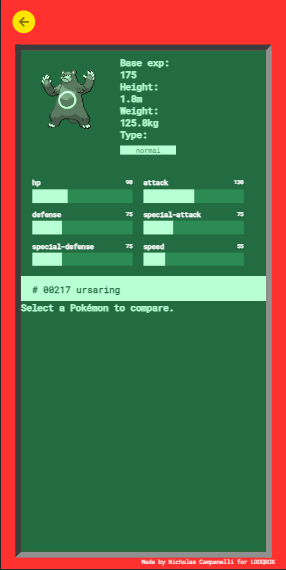 Base exp:
175
Height:
1.8m
Weight:
125.8kg
Type:
normal
hp 90 attack 130
defense 75 special-attack 75
special-defense 75 speed 55
# 00217 ursaring
Select a Pokémon to compare.
Made by Nicholas Campanelli for LOOQBOX